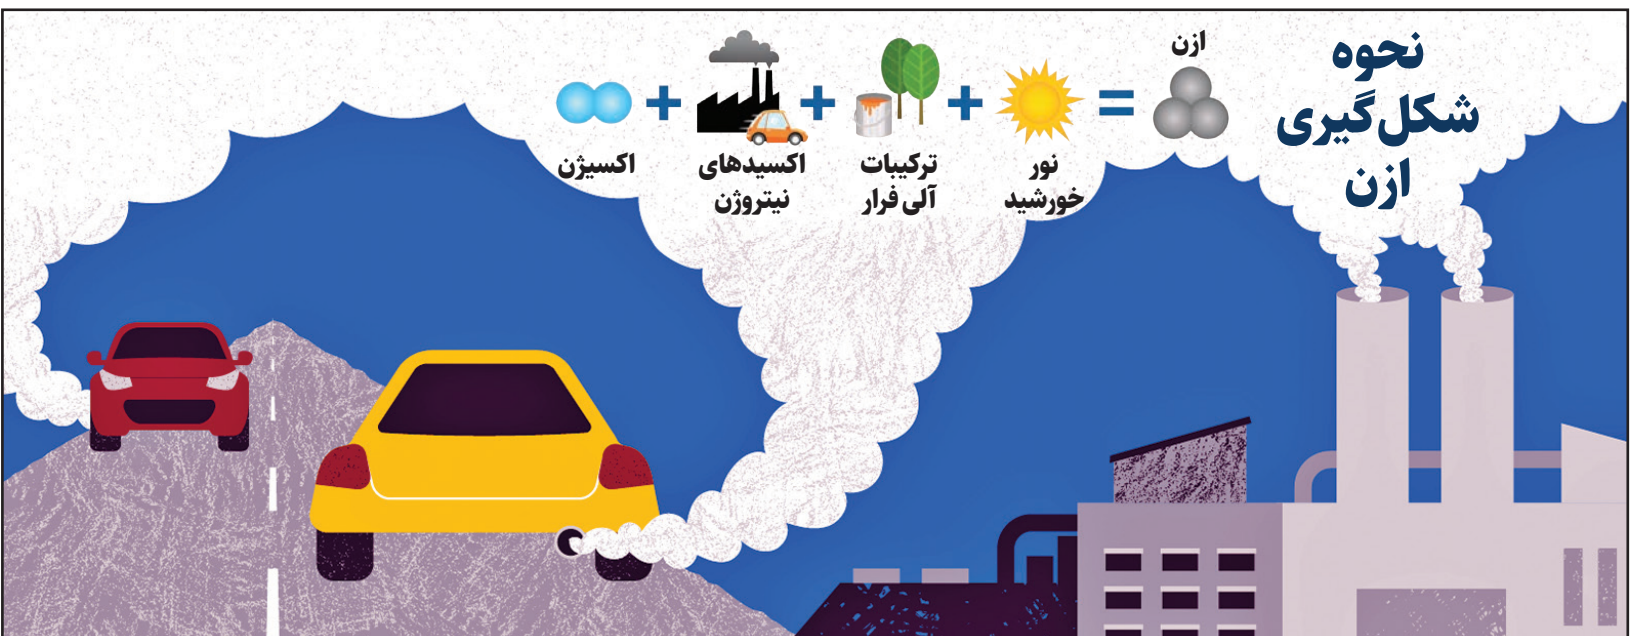 نحوه
شکل‌گیری
ازن
ازن
=
نور
خورشید
+
ترکیبات
آلی فرار
+
اکسیدهای
نیتروژن
+
اکسیژن